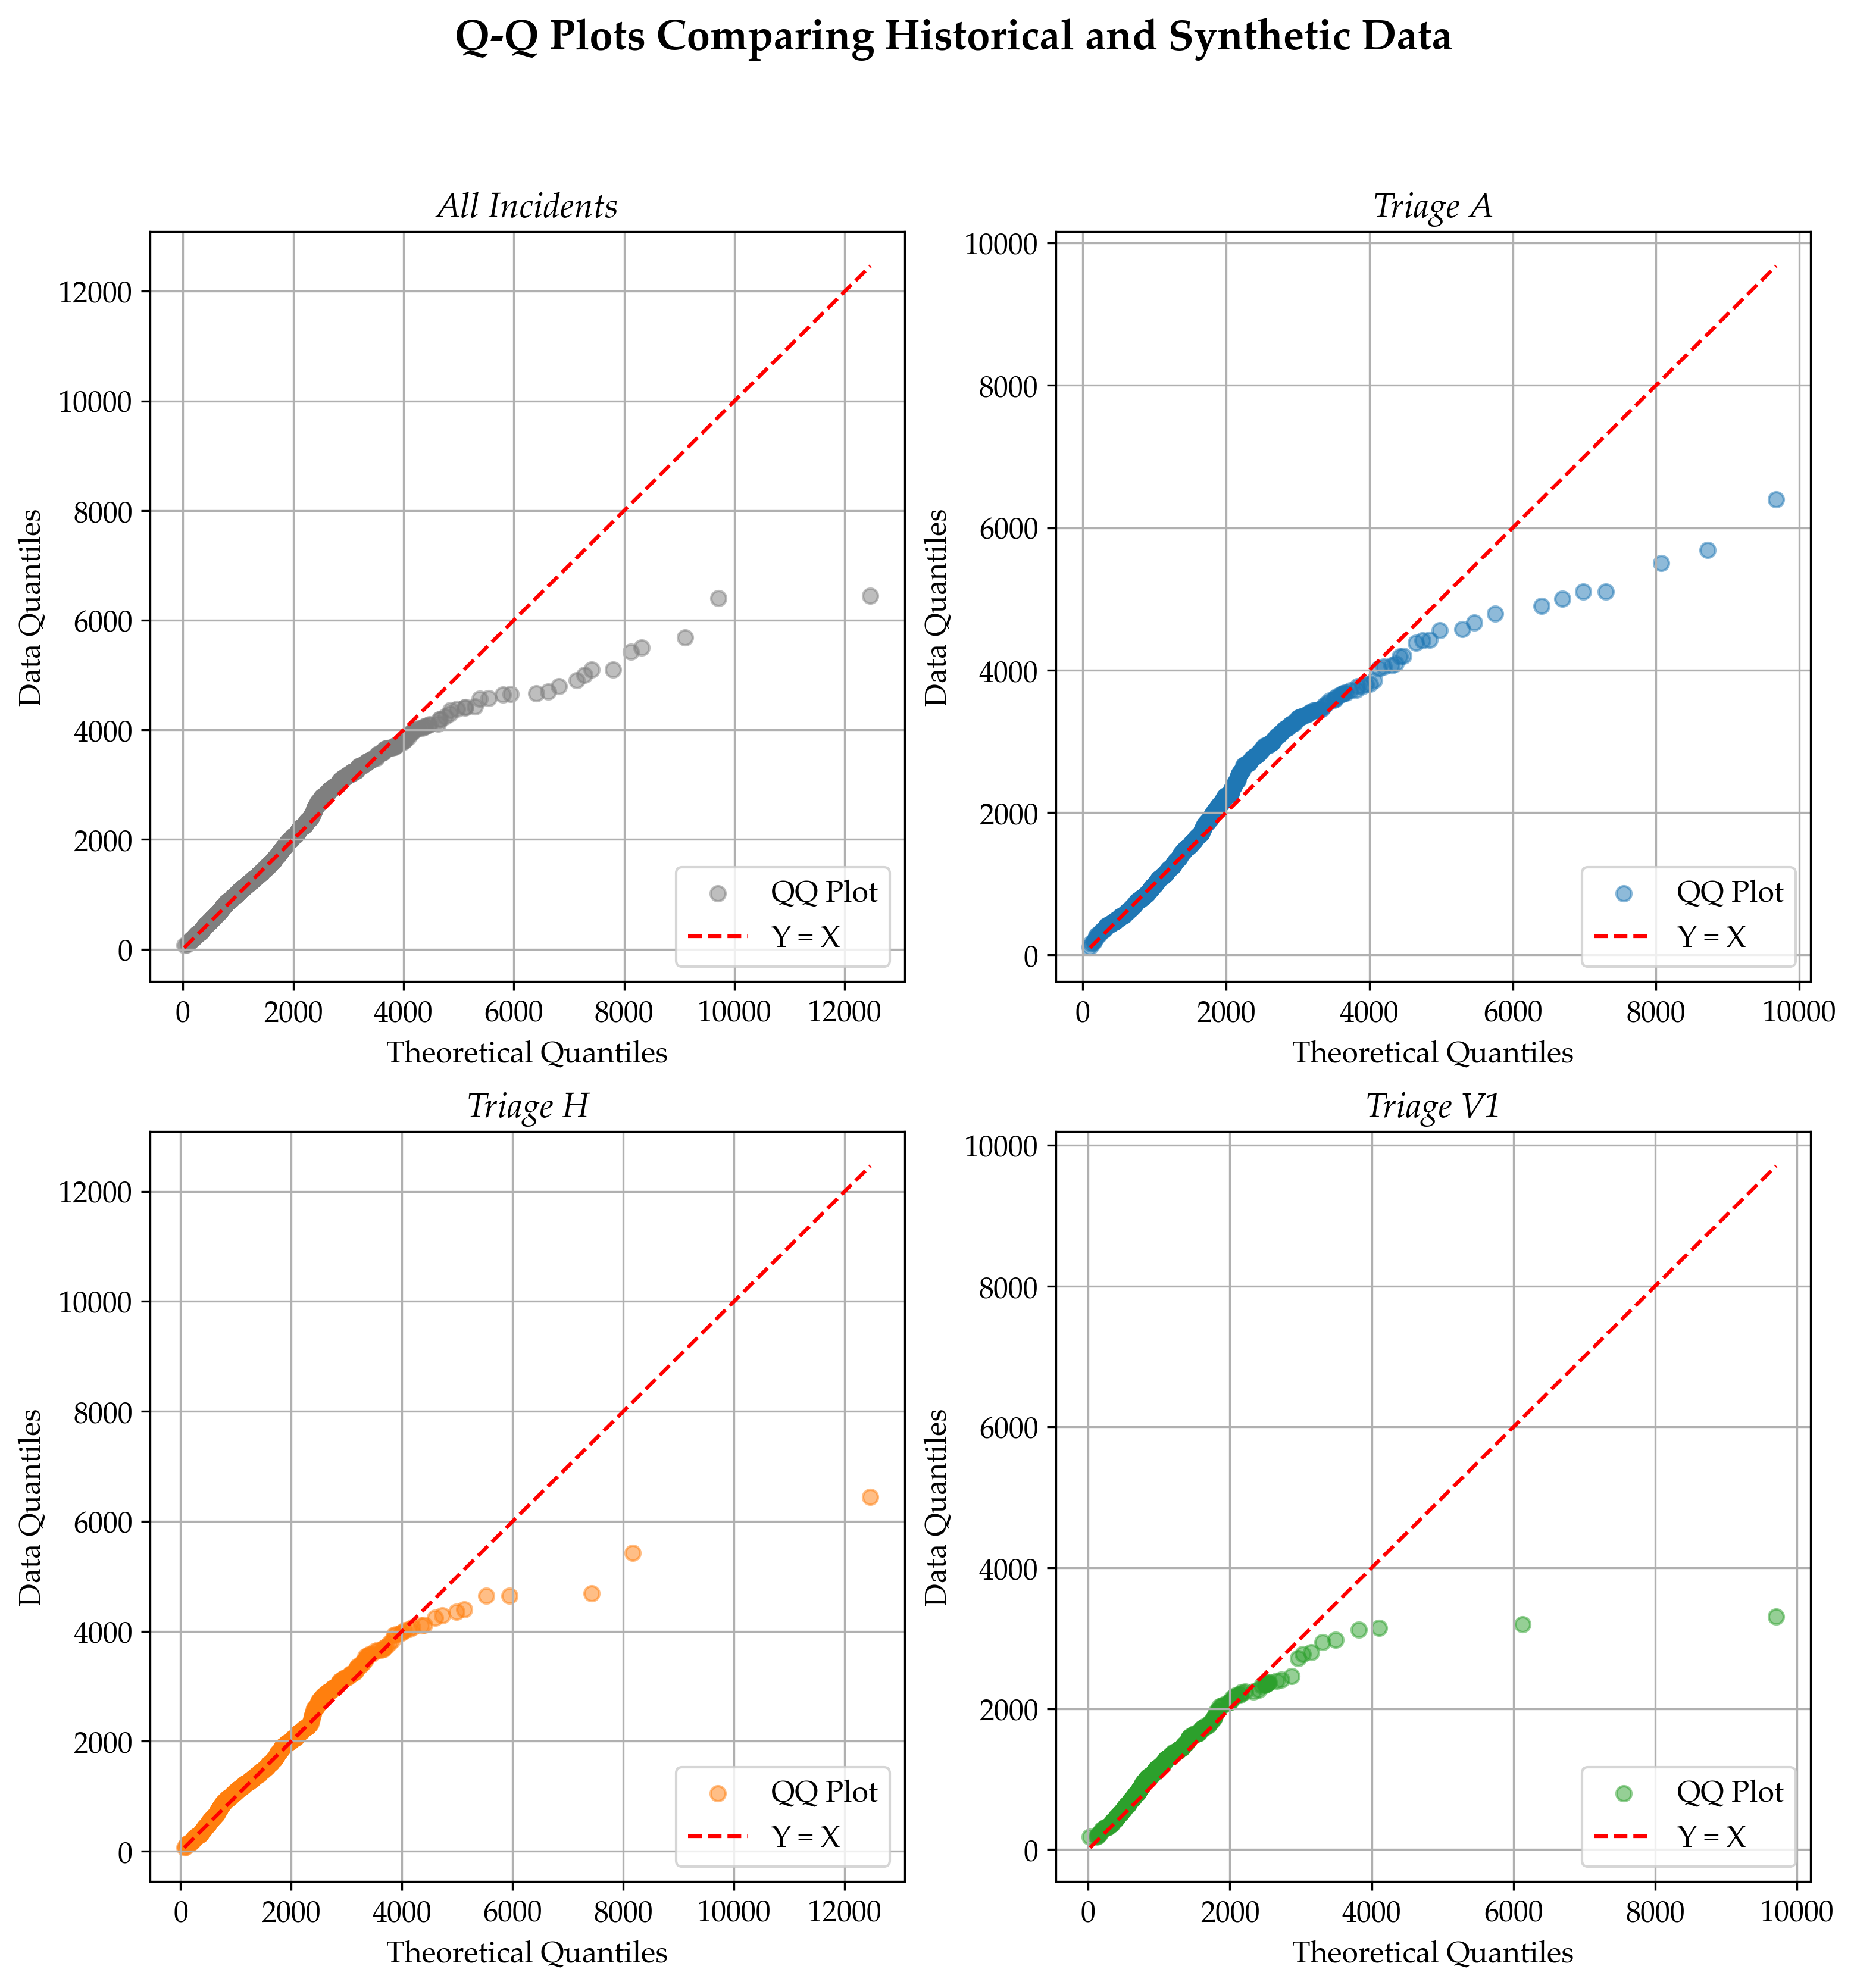 Q-Q Plots Comparing Historical and Synthetic Data
All Incidents
12000
10000
8000
6000
4000
2000
0
Data Quantiles
QQ Plot
Y = X
0 2000 4000 6000 8000 10000 12000
Theoretical Quantiles
Triage A
10000
8000
6000
4000
2000
0
Data Quantiles
QQ Plot
Y = X
0 2000 4000 6000 8000 10000
Theoretical Quantiles
Triage H
12000
10000
8000
6000
4000
2000
0
Data Quantiles
QQ Plot
Y = X
0 2000 4000 6000 8000 10000 12000
Theoretical Quantiles
Triage V1
10000
8000
6000
4000
2000
0
Data Quantiles
QQ Plot
Y = X
0 2000 4000 6000 8000 10000
Theoretical Quantiles